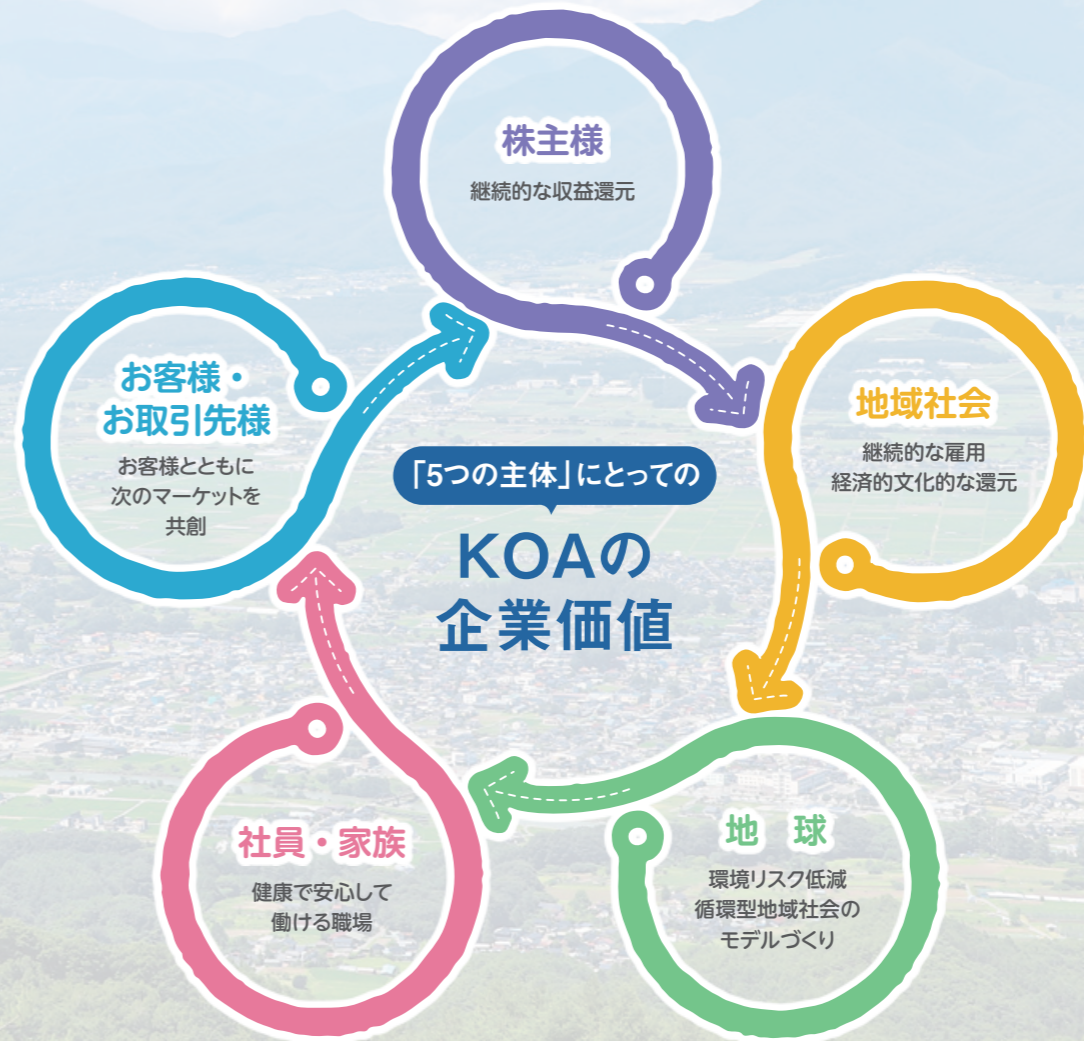 株主様
継続的な収益還元
お客様・
お取引先様
お客様とともに
次のマーケットを
共創
地域社会
継続的な雇用
経済的文化的な還元
「5つの主体」にとっての
KOAの
企業価値
社員・家族
健康で安心して
働ける職場
地　球
環境リスク低減
循環型地域社会の
モデルづくり